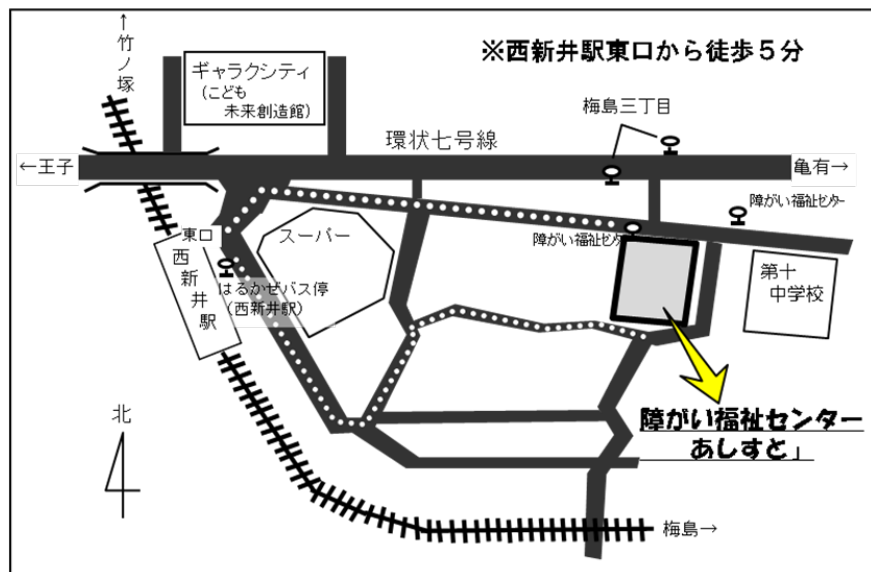 ※西新井駅東口から徒歩５分
↑竹ノ塚
ギャラクシティ
(こども
未来創造館)
梅島三丁目
環状七号線
←王子
亀有→
障がい福祉センター
東口
スーパー
障がい福祉センター
西新井駅
はるかぜバス停
(西新井駅)
第十
中学校
北
障がい福祉センター
あしすと」
梅島→